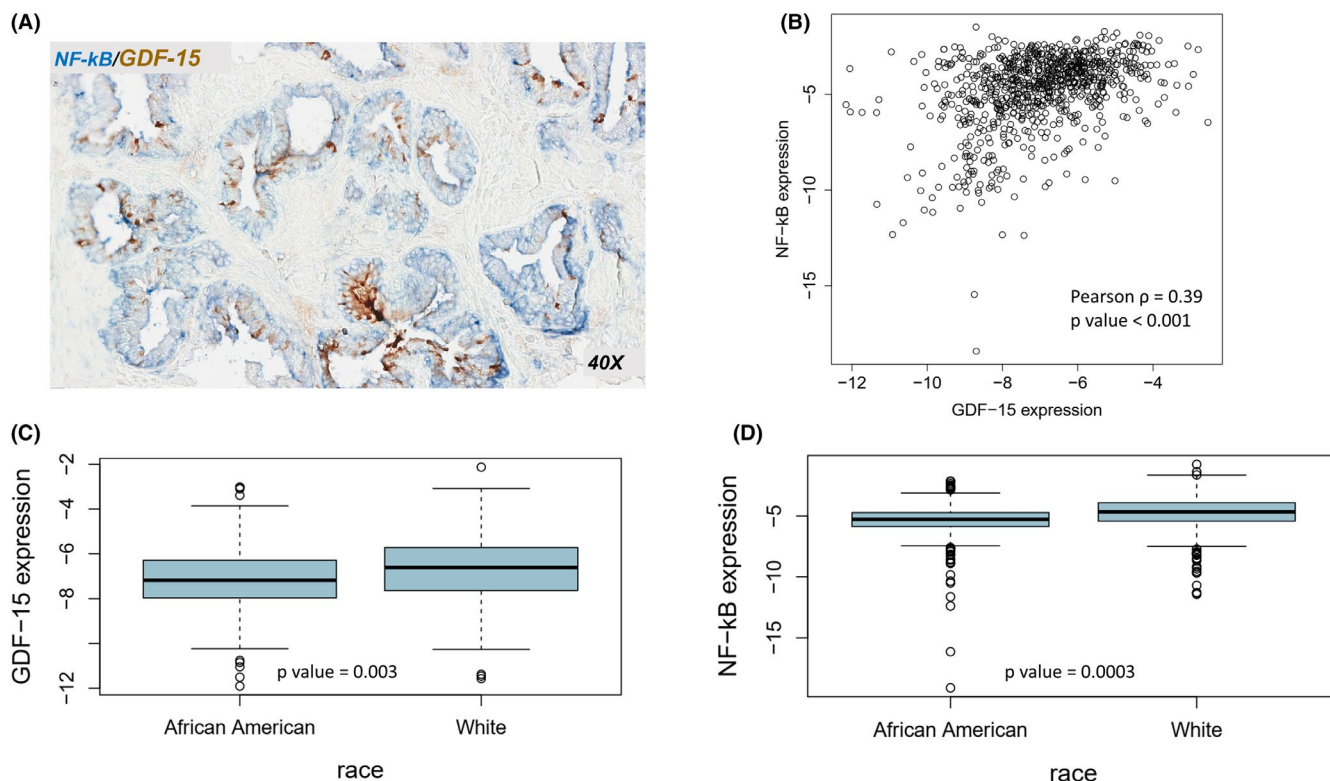 (A)
NF-kB/GDF-15
40X
(B)
NF−kB expression
−5
−10
−15
Pearson ρ = 0.39
p value < 0.001
−12 −10 −8 −6 −4
GDF−15 expression
(C)
GDF−15 expression
−2
−4
−6
−8
−12
p value = 0.003
African American White
race
(D)
NF−kB expression
−5
−10
−15
p value = 0.0003
African American White
race